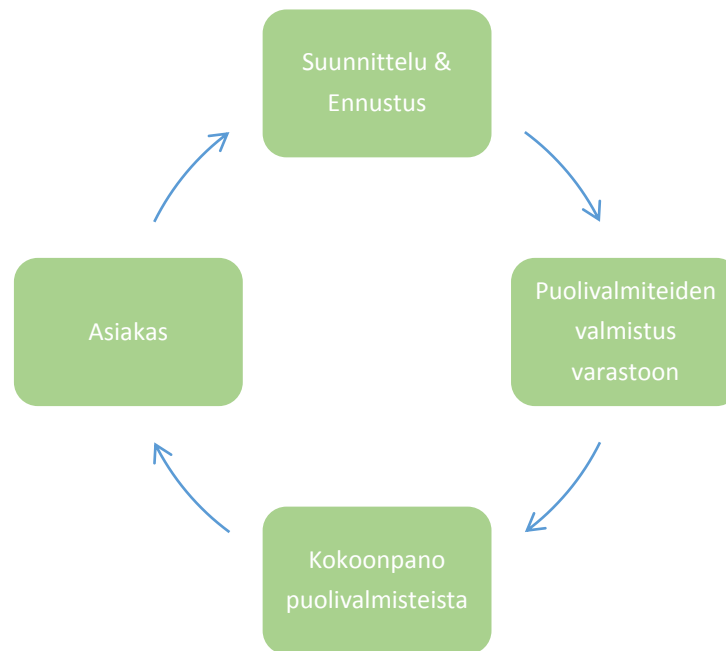 Suunnittelu &
Ennustus
Puolivalmiteiden
valmistus
varastoon
Kokoonpano
puolivalmisteista
Asiakas